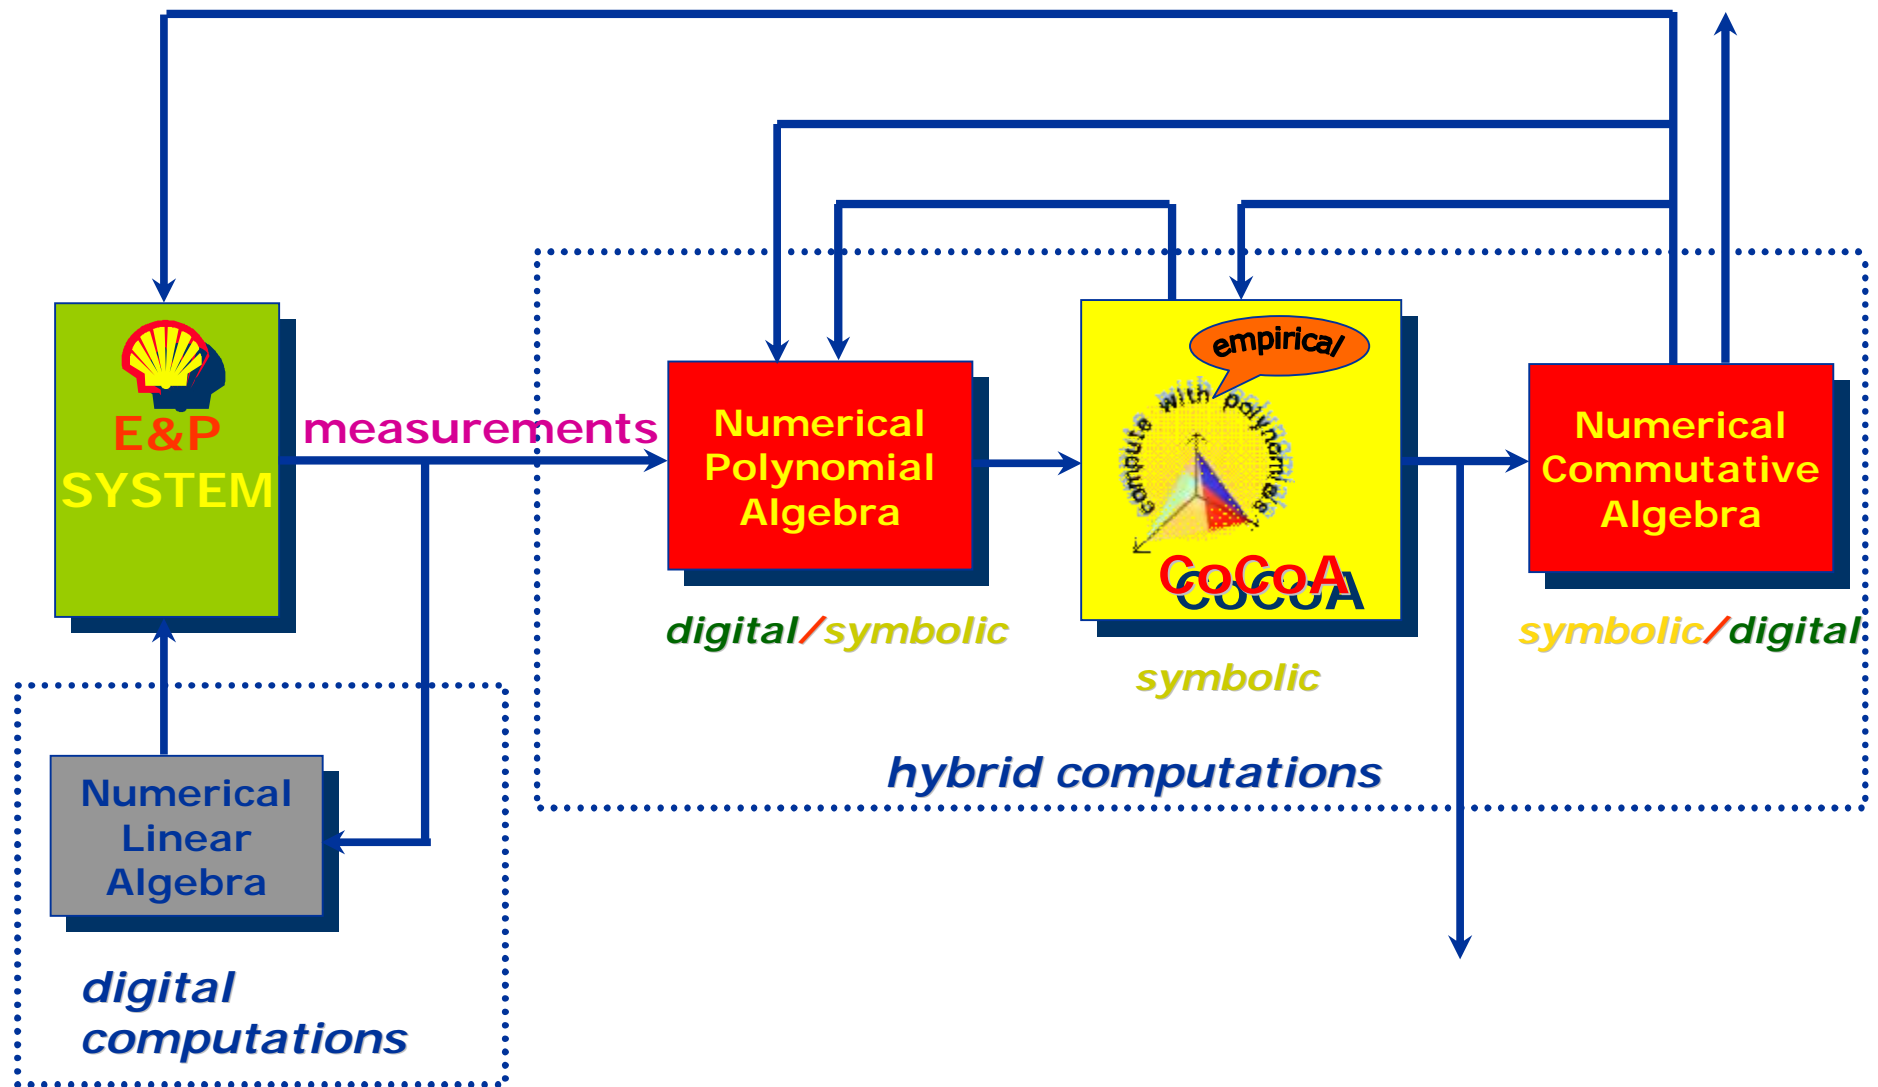 E&P
SYSTEM
measurements
Numerical
Polynomial
Algebra
digital/symbolic
empirical
compute with polynomials
CoCoA
symbolic
Numerical
Commutative
Algebra
symbolic/digital
hybrid computations
Numerical
Linear
Algebra
digital
computations